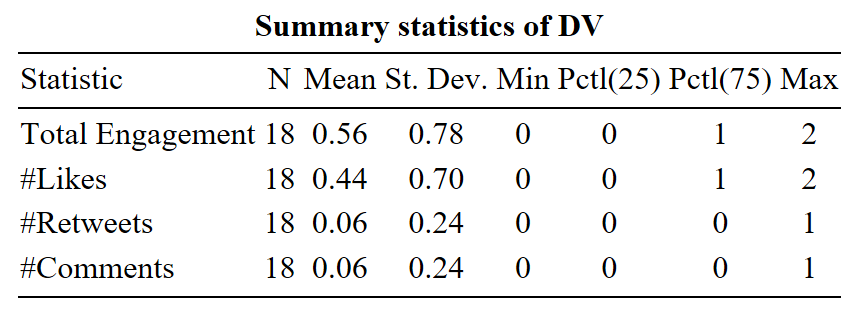 Summary statistics of DV
Statistic N Mean St. Dev. Min Pctl(25) Pctl(75) Max
Total Engagement 18 0.56 0.78 0 0 1 2
#Likes 18 0.44 0.70 0 0 1 2
#Retweets 18 0.06 0.24 0 0 0 1
#Comments 18 0.06 0.24 0 0 0 1